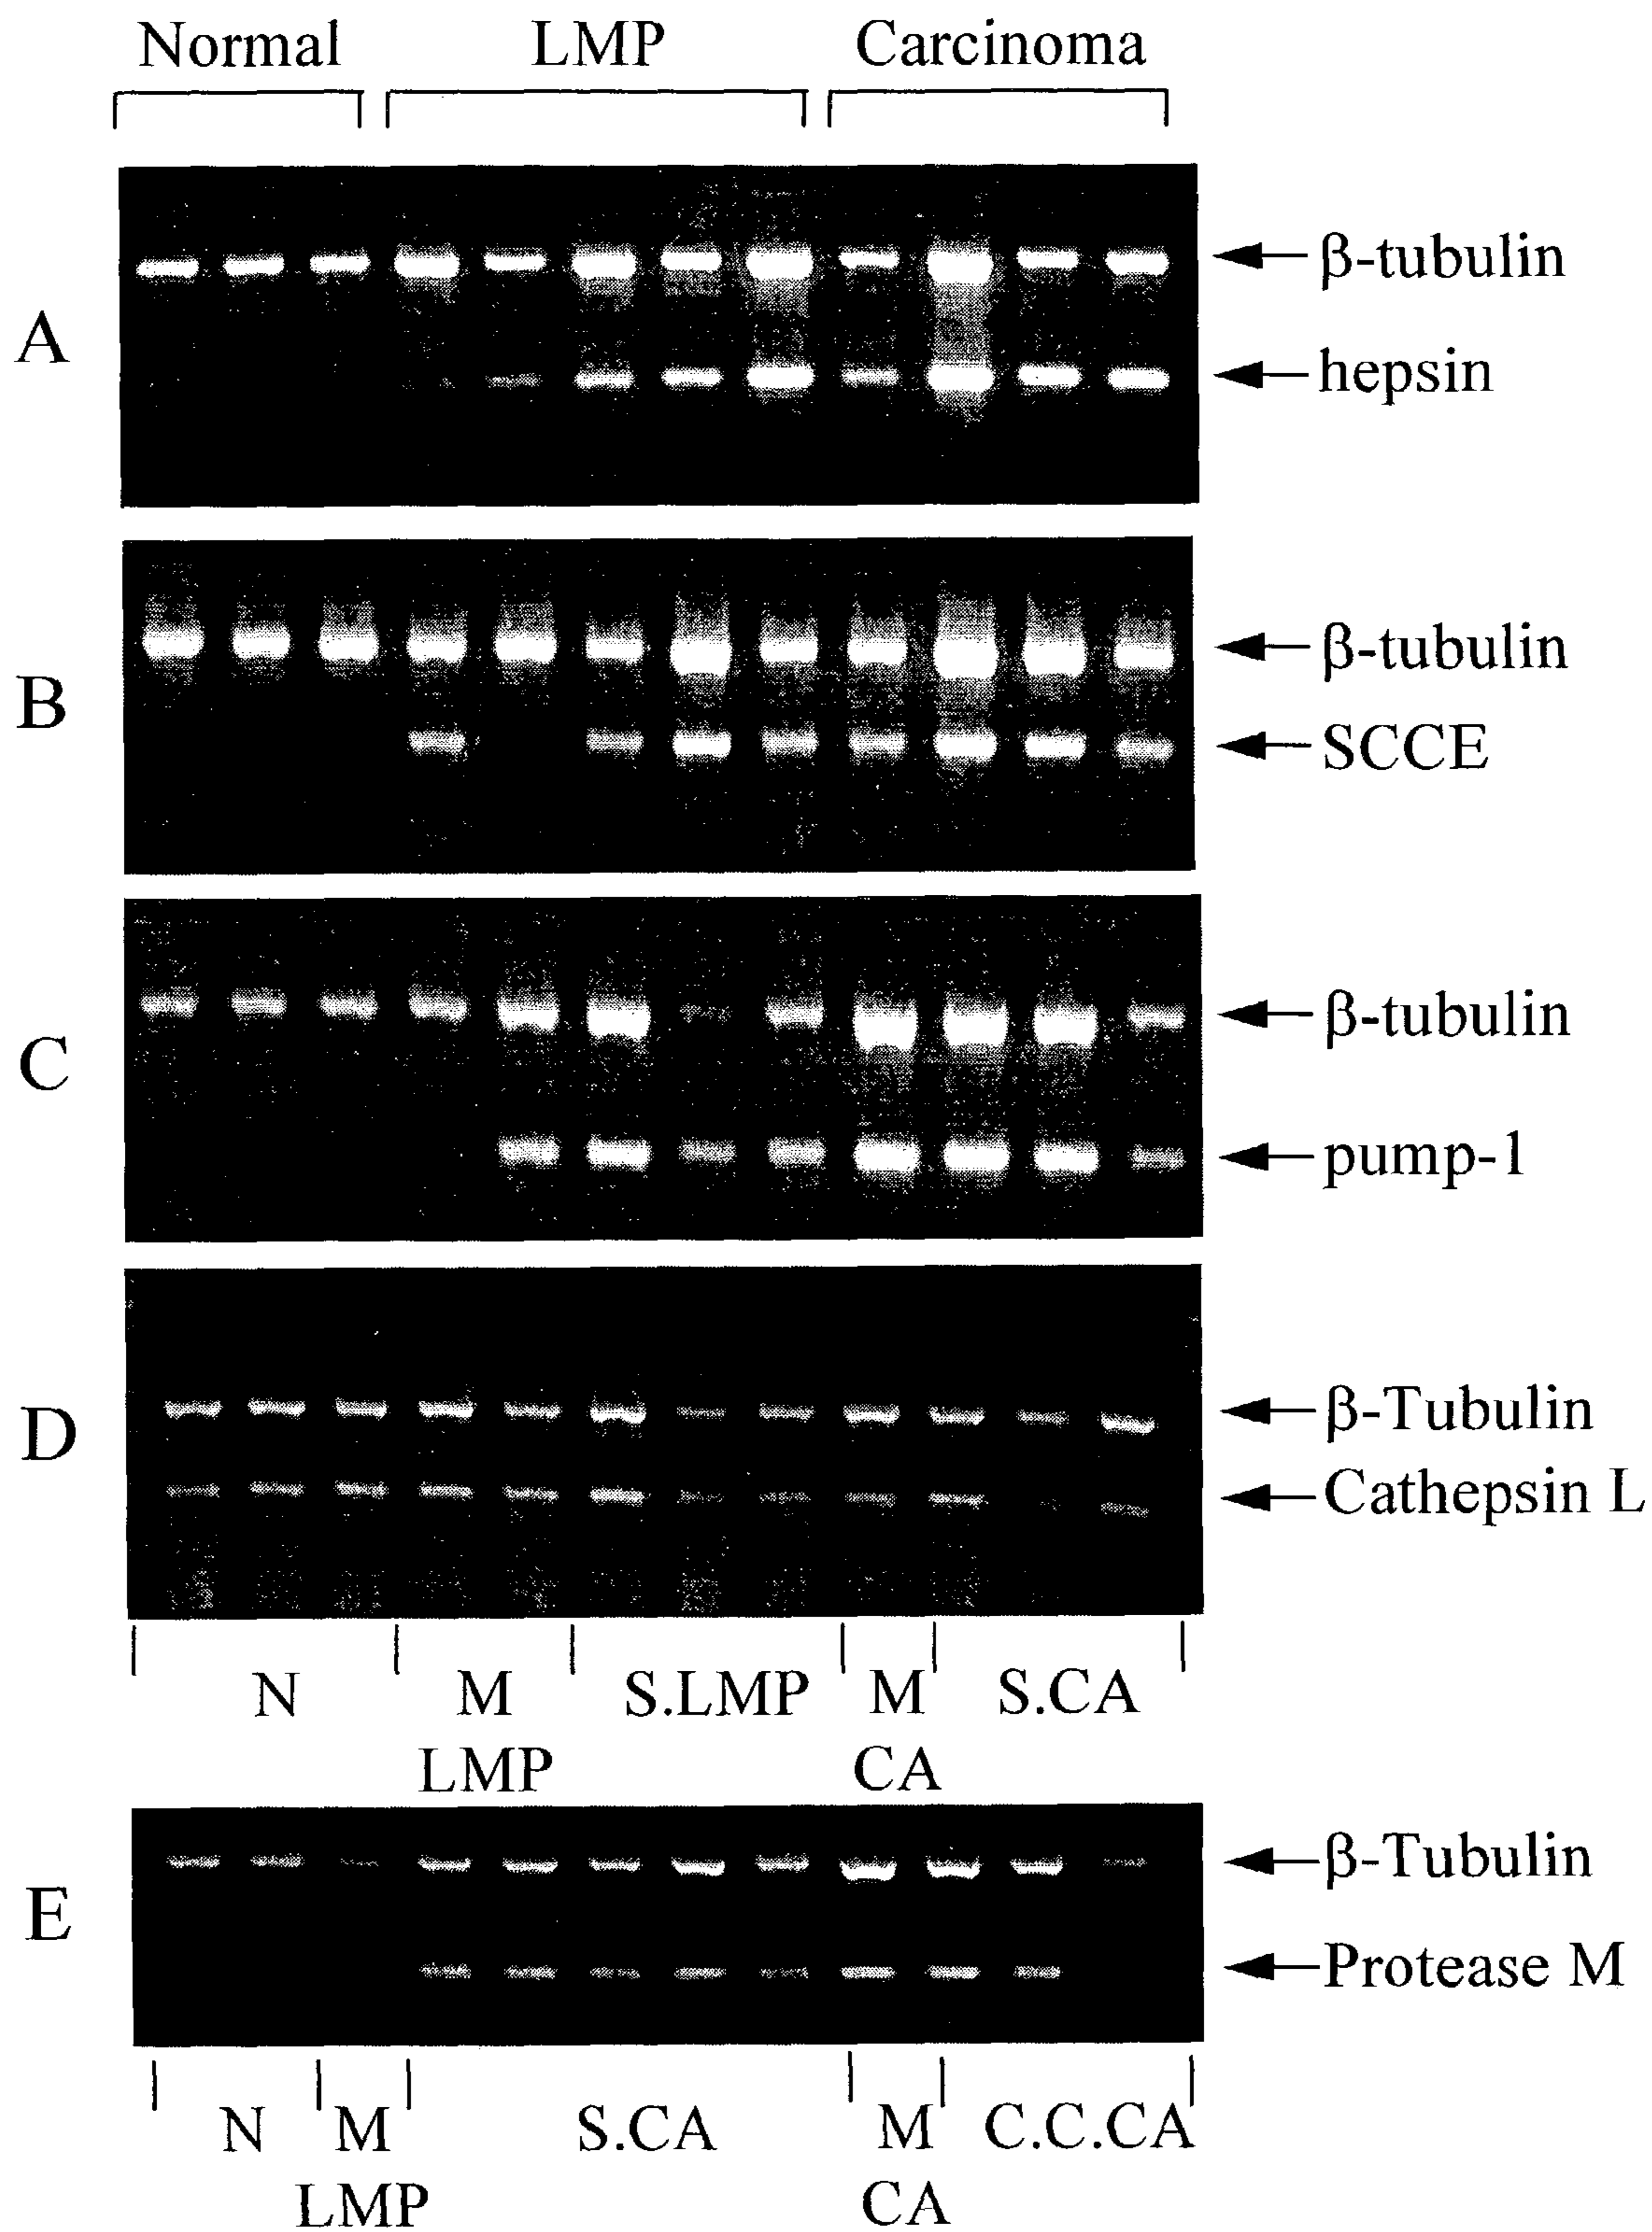 Normal LMP Carcinoma
A
β-tubulin
hepsin
B
β-tubulin
SCCE
C
β-tubulin
pump-1
D
β-Tubulin
Cathepsin L
N M S.LMP M S.CA
LMP CA
E
β-Tubulin
Protease M
N M S.CA M C.C.CA
LMP CA